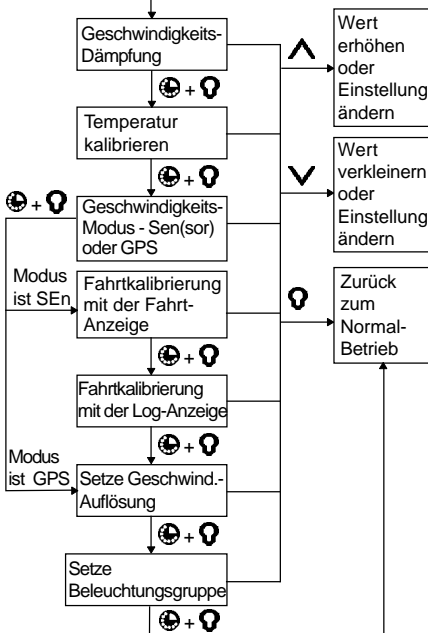 Geschwindigkeits-
Dämpfung
+
Temperatur
kalibrieren
+
+
Geschwindigkeits-
Modus - Sen(sor)
oder GPS
Modus
ist SEn
Fahrtkalibrierung
mit der Fahrt-
Anzeige
+
Fahrtkalibrierung
mit der Log-Anzeige
+
Modus
ist GPS
Setze Geschwind.-
Auflösung
+
Setze
Beleuchtungsgruppe
+
Wert
erhöhen
oder
Einstellung
ändern
Wert
verkleinern
oder
Einstellung
ändern
Zurück
zum
Normal-
Betrieb